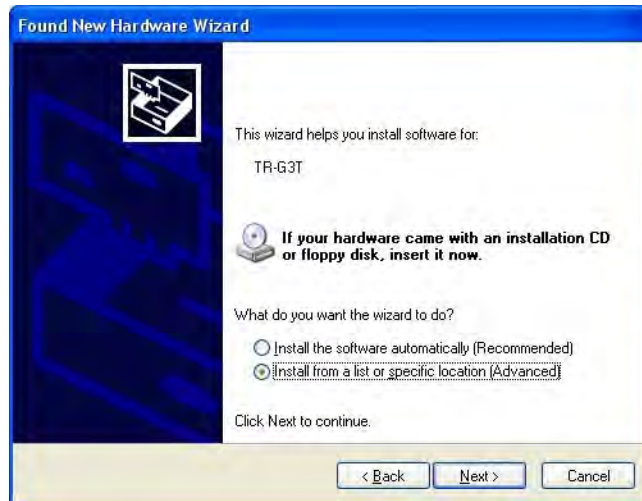 Found New Hardware Wizard
This wizard helps you install software for:
TR-G3T
If your hardware came with an installation CD
or floppy disk, insert it now.
What do you want the wizard to do?
Install the software automatically (Recommended)
Install from a list or specific location (Advanced)
Click Next to continue.
< Back
Next >
Cancel